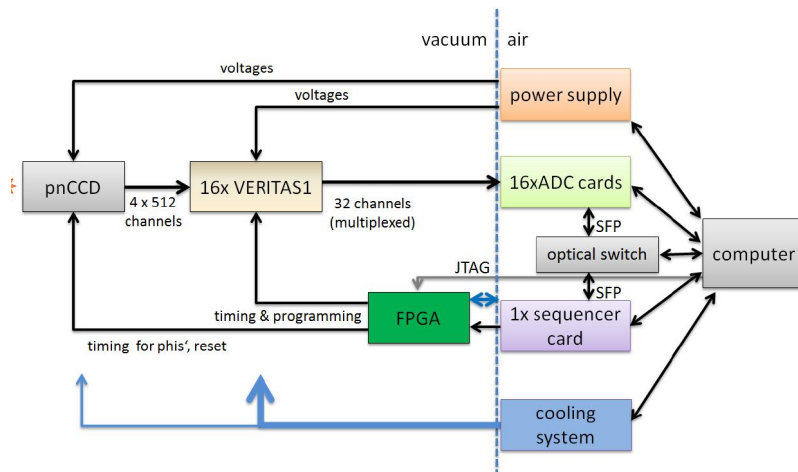 vacuum air
voltages
power supply
voltages
pnCCD
16x VERITAS1
16xADC cards
4 x 512
channels
32 channels
(multiplexed)
SFP
optical switch
computer
JTAG
SFP
timing & programming
FPGA
1x sequencer
card
timing for phis‘, reset
cooling
system